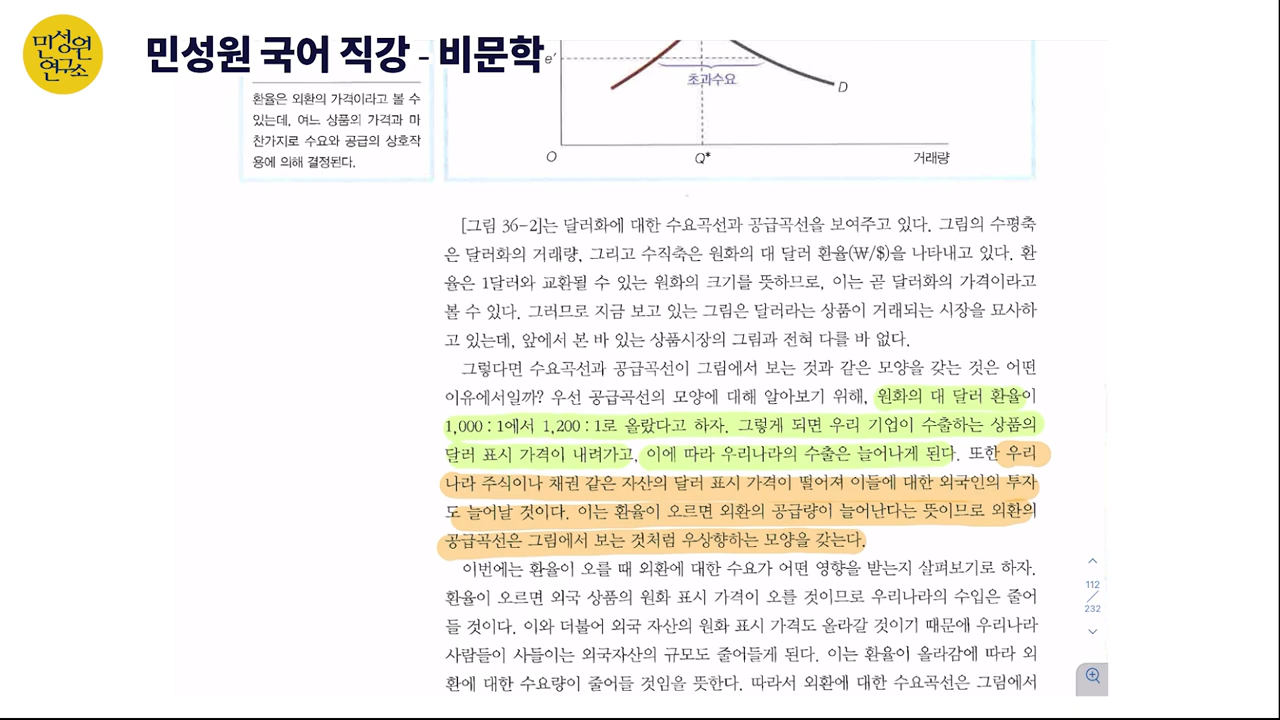 민성원
연구소
민성원 국어 직강 - 비문학
환율은 외환의 가격이라고 볼 수
있는데, 여느 상품의 가격과 마
찬가지로 수요와 공급의 상호작
용에 의해 결정된다.
e′
초과수요
D
O
Q*
거래량
[그림 36-2]는 달러화에 대한 수요곡선과 공급곡선을 보여주고 있다. 그림의 수평축
은 달러화의 거래량, 그리고 수직축은 원화의 대 달러 환율(₩/$)을 나타내고 있다. 환
율은 1달러와 교환될 수 있는 원화의 크기를 뜻하므로, 이는 곧 달러화의 가격이라고
볼 수 있다. 그러므로 지금 보고 있는 그림은 달러라는 상품이 거래되는 시장을 묘사하
고 있는데, 앞에서 본 바 있는 상품시장의 그림과 전혀 다를 바 없다.
그렇다면 수요곡선과 공급곡선이 그림에서 보는 것과 같은 모양을 갖는 것은 어떤
이유에서일까? 우선 공급곡선의 모양에 대해 알아보기 위해, 원화의 대 달러 환율이
1,000 : 1에서 1,200 : 1로 올랐다고 하자. 그렇게 되면 우리 기업이 수출하는 상품의
달러 표시 가격이 내려가고, 이에 따라 우리나라의 수출은 늘어나게 된다. 또한 우리
나라 주식이나 채권 같은 자산의 달러 표시 가격이 떨어져 이들에 대한 외국인의 투자
도 늘어날 것이다. 이는 환율이 오르면 외환의 공급량이 늘어난다는 뜻이므로 외환의
공급곡선은 그림에서 보는 것처럼 우상향하는 모양을 갖는다.
이번에는 환율이 오를 때 외환에 대한 수요가 어떤 영향을 받는지 살펴보기로 하자.
환율이 오르면 외국 상품의 원화 표시 가격이 오를 것이므로 우리나라의 수입은 줄어
들 것이다. 이와 더불어 외국 자산의 원화 표시 가격도 올라갈 것이기 때문에 우리나라
사람들이 사들이는 외국자산의 규모도 줄어들게 된다. 이는 환율이 올라감에 따라 외
환에 대한 수요량이 줄어들 것임을 뜻한다. 따라서 외환에 대한 수요곡선은 그림에서
112
232